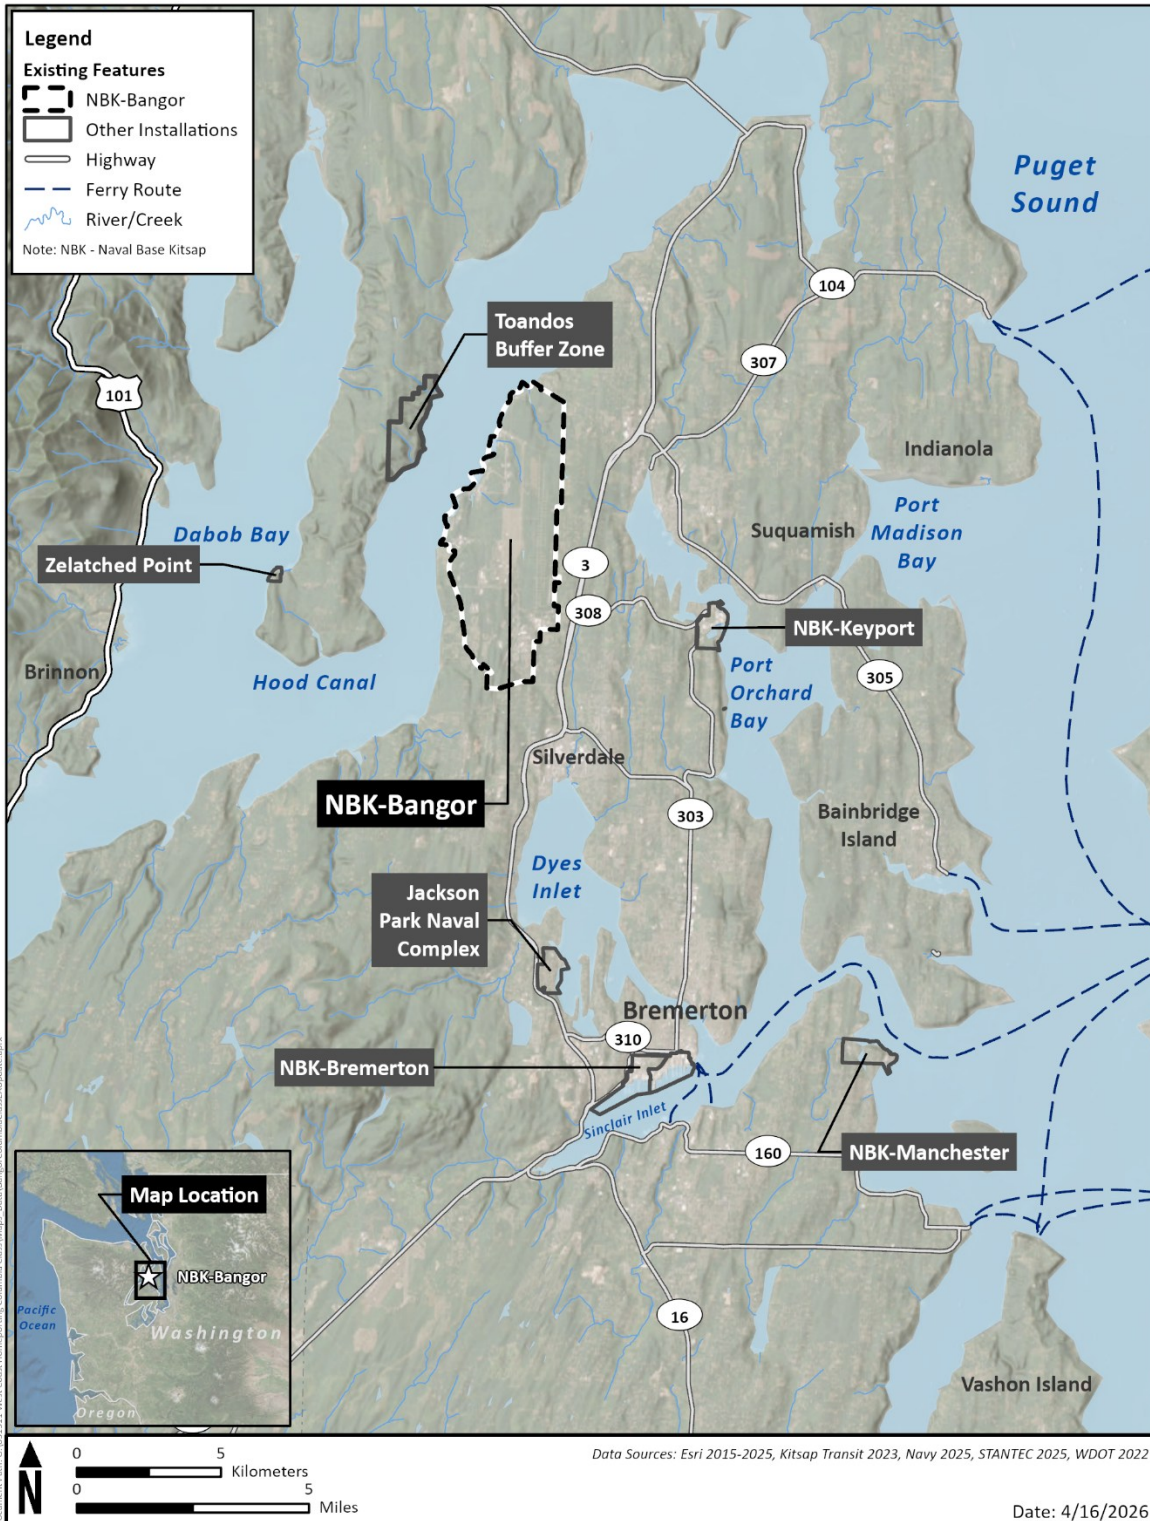 Legend
Existing Features
NBK-Bangor
Other Installations
Highway
Ferry Route
River/Creek
Note: NBK - Naval Base Kitsap
Puget
Sound
104
Toandos
Buffer Zone
307
101
Indianola
Port
Madison
Bay
Suquamish
Dabob Bay
Zelatched Point
3
308
NBK-Keyport
Brinnon
Hood Canal
Port
Orchard
Bay
305
Silverdale
NBK-Bangor
303
Bainbridge
Island
Dyes
Inlet
Jackson
Park Naval
Complex
Bremerton
310
NBK-Bremerton
Sinclair Inlet
160
NBK-Manchester
Map Location
NBK-Bangor
Pacific
Ocean
Washington
Oregon
16
Vashon Island
N
0 5
Kilometers
0 5
Miles
Data Sources: Esri 2015-2025, Kitsap Transit 2023, Navy 2025, STANTEC 2025, WDOT 2022
Date: 4/16/2026